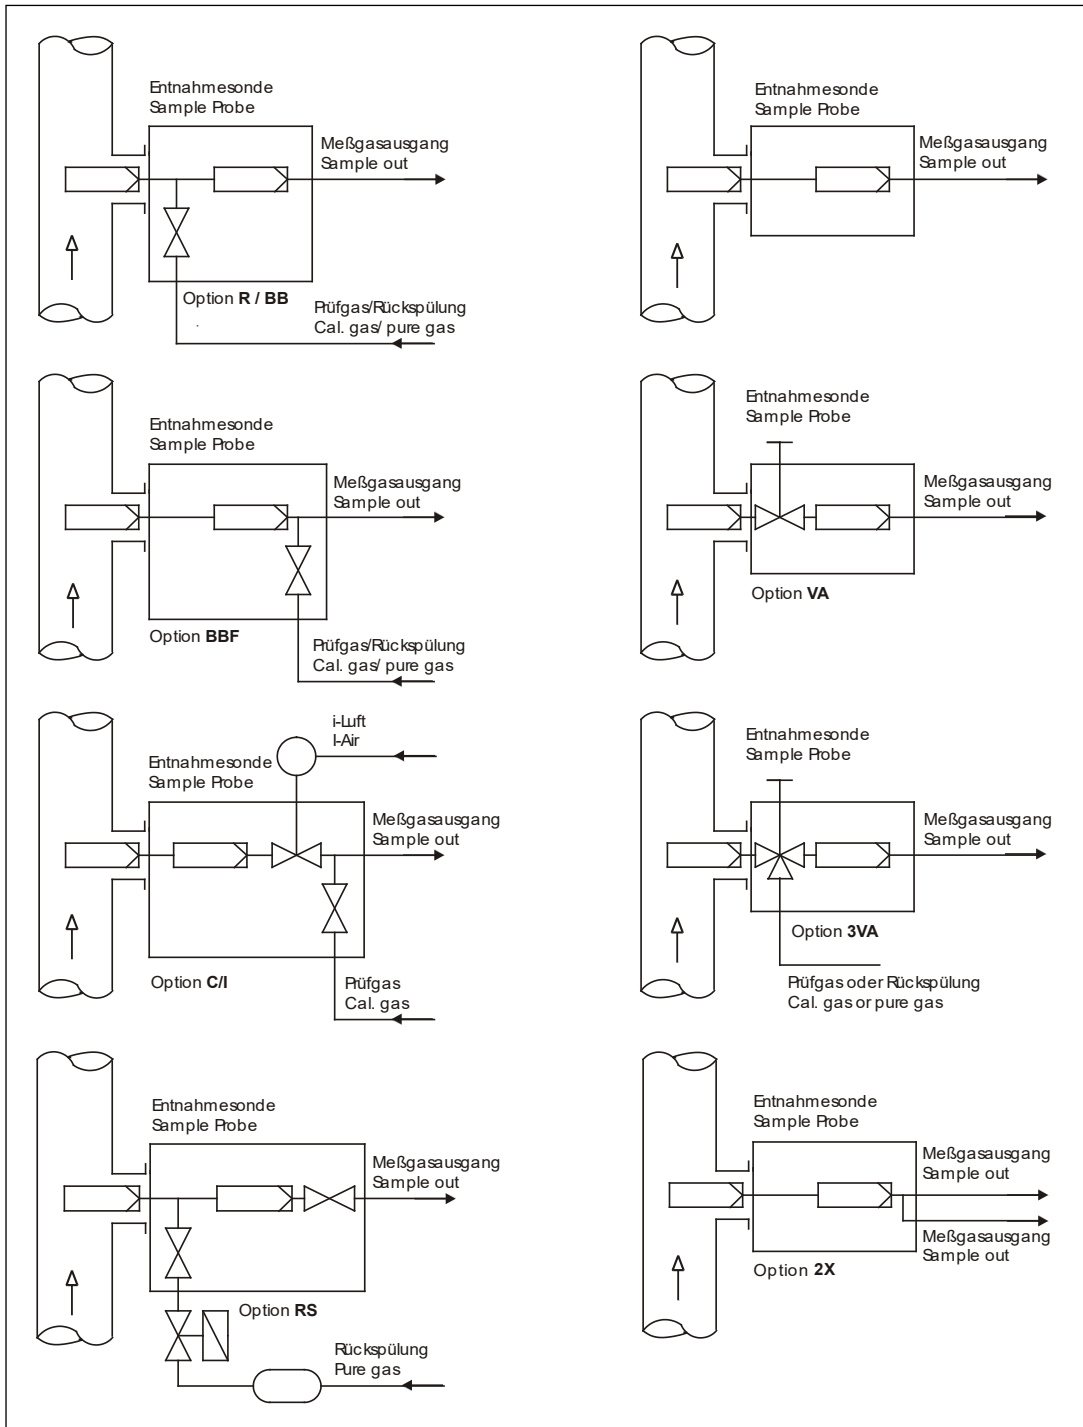 Entnahmesonde
Sample Probe
Meßgasausgang
Sample out
Option R / BB
Prüfgas/Rückspülung
Cal. gas/ pure gas
Entnahmesonde
Sample Probe
Meßgasausgang
Sample out
Entnahmesonde
Sample Probe
Meßgasausgang
Sample out
Option BBF
Prüfgas/Rückspülung
Cal. gas/ pure gas
Entnahmesonde
Sample Probe
Meßgasausgang
Sample out
Option VA
i-Luft
I-Air
Entnahmesonde
Sample Probe
Meßgasausgang
Sample out
Option C/I
Prüfgas
Cal. gas
Entnahmesonde
Sample Probe
Meßgasausgang
Sample out
Option 3VA
Prüfgas oder Rückspülung
Cal. gas or pure gas
Entnahmesonde
Sample Probe
Meßgasausgang
Sample out
Option RS
Rückspülung
Pure gas
Entnahmesonde
Sample Probe
Meßgasausgang
Sample out
Meßgasausgang
Sample out
Option 2X